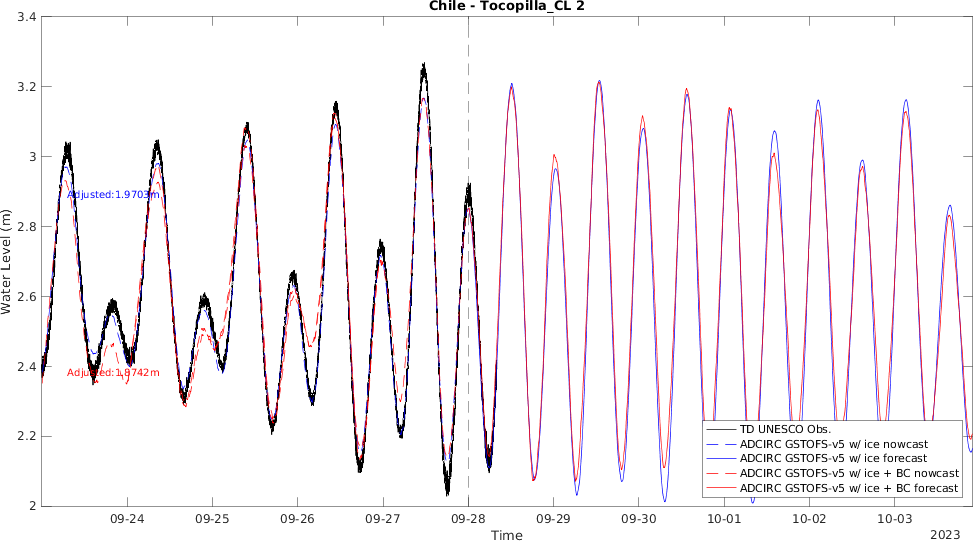 Chile - Tocopilla_CL 2
3.4
3.2
3
2.8
2.6
2.4
2.2
2
Water Level (m)
Adjusted:1.9703m
Adjusted:1.8742m
TD UNESCO Obs.
ADCIRC GSTOFS-v5 w/ ice nowcast
ADCIRC GSTOFS-v5 w/ ice forecast
ADCIRC GSTOFS-v5 w/ ice + BC nowcast
ADCIRC GSTOFS-v5 w/ ice + BC forecast
09-24 09-25 09-26 09-27 09-28 09-29 09-30 10-01 10-02 10-03
Time
2023